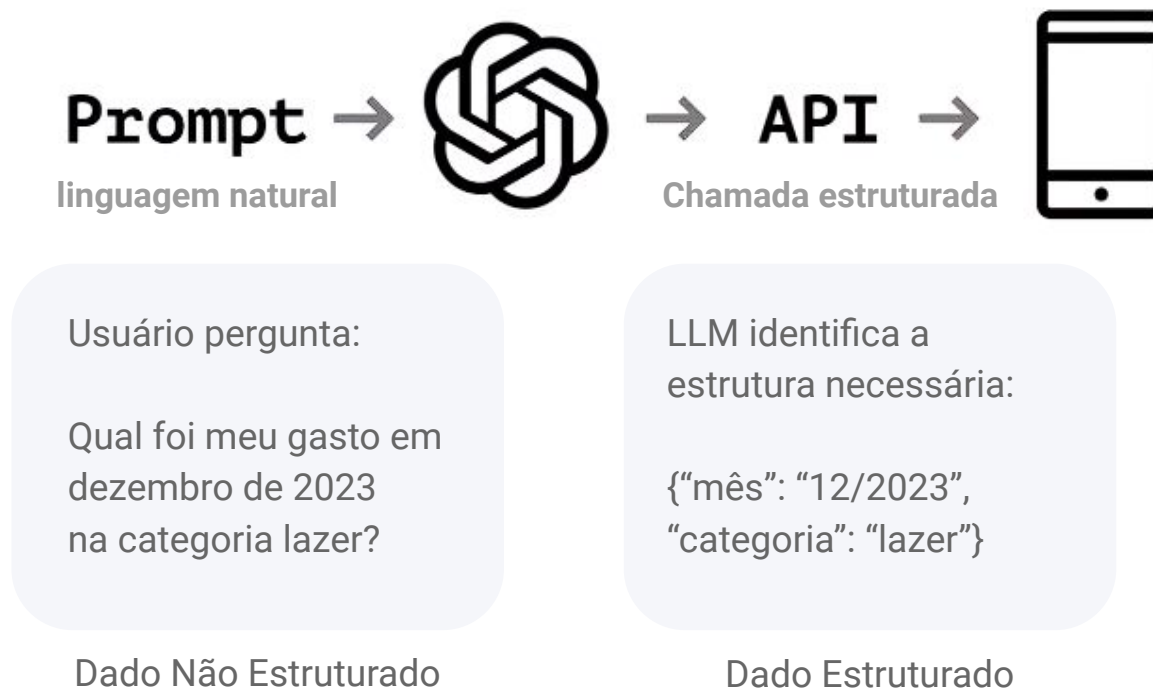 Prompt → → API →
linguagem natural
Chamada estruturada
Usuário pergunta:
Qual foi meu gasto em
dezembro de 2023
na categoria lazer?
LLM identifica a
estrutura necessária:
{“mês”: “12/2023”,
“categoria”: “lazer”}
Dado Não Estruturado
Dado Estruturado